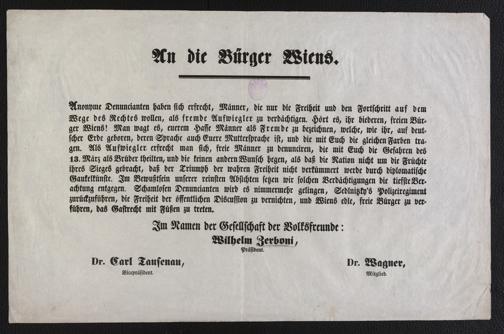 An die Bürger Wiens.
Anonyme Denuncianten haben sich erfrecht, Männer, die nur die Freiheit und den Fortschritt auf dem
Wege des Rechtes wollen, als fremde Aufwiegler zu verdächtigen. Hört es, ihr biederen, freien Bür-
ger Wiens! Man wagt es, euerem Hasse Männer als Fremde zu bezeichnen, welche, wie ihr, auf deut-
scher Erde geboren, deren Sprache auch Euere Muttersprache ist, und die mit Euch die gleichen Farben tra-
gen. Als Aufwiegler erfrecht man sich, freie Männer zu denunciren, die mit Euch die Gefahren des
13. März als Brüder theilten, und die keinen andern Wunsch hegen, als daß die Nation nicht um die Früchte
ihres Sieges gebracht, daß der Triumph der wahren Freiheit nicht verkümmert werde durch diplomatische
Gaukelkünste. Im Bewußtsein unserer reinsten Absichten setzen wir solchen Verdächtigungen die tiefste Ver-
achtung entgegen. Schamlosen Denuncianten wird es nimmermehr gelingen, Sedlnitzky's Polizeiregiment
zurückzuführen, die Freiheit der öffentlichen Discussion zu vernichten, und Wiens edle, freie Bürger zu ver-
führen, das Gastrecht mit Füßen zu treten.
Im Namen der Gesellschaft der Volksfreunde:
Wilhelm Zerboni,
Präsident.
Dr. Carl Tausenau,
Vicepräsident.
Dr. Wagner,
Mitglied.